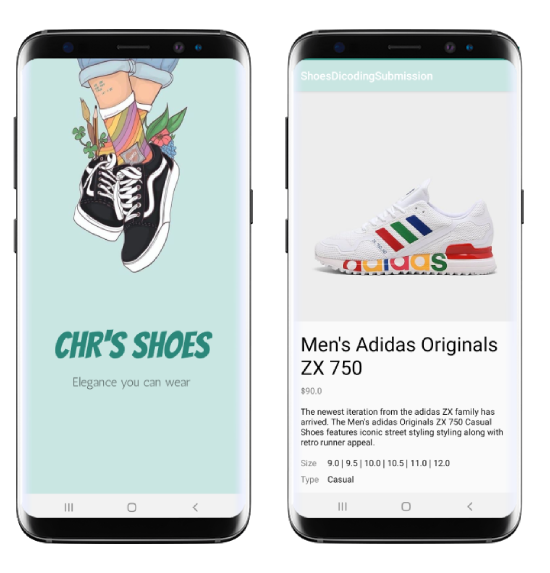 CHR'S SHOES
Elegance you can wear
ShoesDicodingSubmission
adidas
Men's Adidas Originals
ZX 750
$90.0
The newest iteration from the adidas ZX family has
arrived. The Men's adidas Originals ZX 750 Casual
Shoes features iconic street styling styling along with
retro runner appeal.
Size 9.0 | 9.5 | 10.0 | 10.5 | 11.0 | 12.0
Type Casual